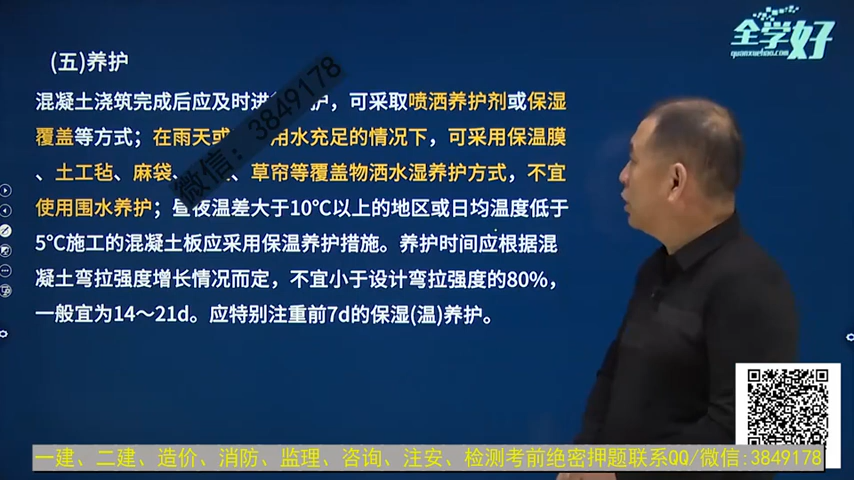 全学好
quanxuehao.com
(五)养护
混凝土浇筑完成后应及时进 护，可采取喷洒养护剂或保湿
覆盖等方式；在雨天或 用水充足的情况下，可采用保温膜
、土工毡、麻袋、 、草帘等覆盖物洒水湿养护方式，不宜
使用围水养护；昼夜温差大于10℃以上的地区或日均温度低于
5℃施工的混凝土板应采用保温养护措施。养护时间应根据混
凝土弯拉强度增长情况而定，不宜小于设计弯拉强度的80%，
一般宜为14～21d。应特别注重前7d的保湿(温)养护。
微信：3849178
一建、二建、造价、消防、监理、咨询、注安、检测考前绝密押题联系QQ/微信:3849178